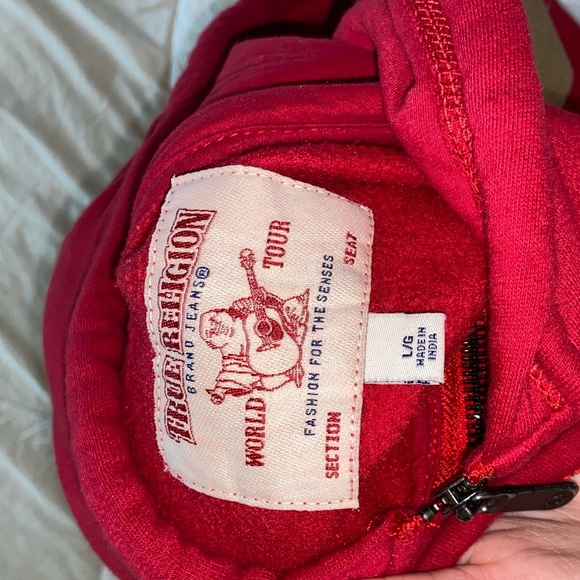 TRUE RELIGION
BRAND JEANS®
WORLD TOUR
FASHION FOR THE SENSES
SECTION SEAT
L/G
MADE IN
INDIA